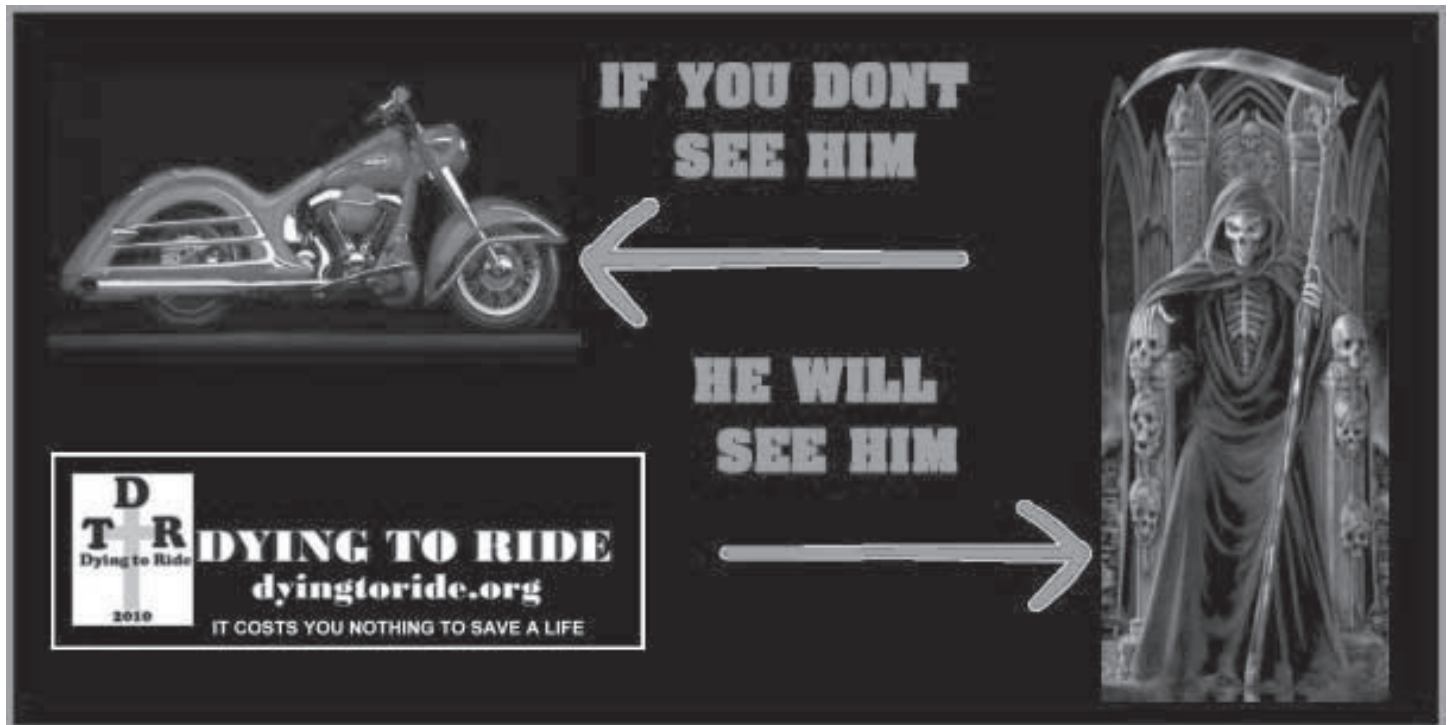 IF YOU DONT
SEE HIM
HE WILL
SEE HIM
D
T R
Dying to Ride
2010
DYING TO RIDE
dyingtoride.org
IT COSTS YOU NOTHING TO SAVE A LIFE